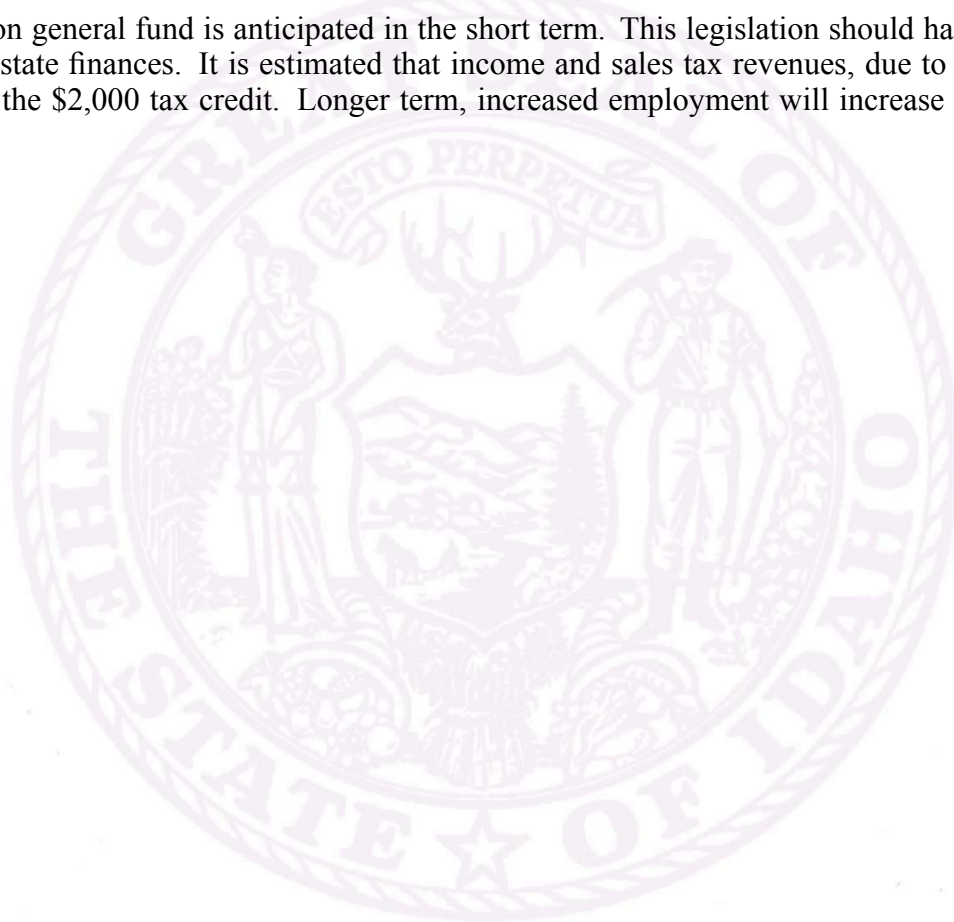 on general fund is anticipated in the short term. This legislation should ha
state finances. It is estimated that income and sales tax revenues, due to
the $2,000 tax credit. Longer term, increased employment will increase
GREAT SEAL OF
ESTO PERPETUA
THE STATE OF IDAHO